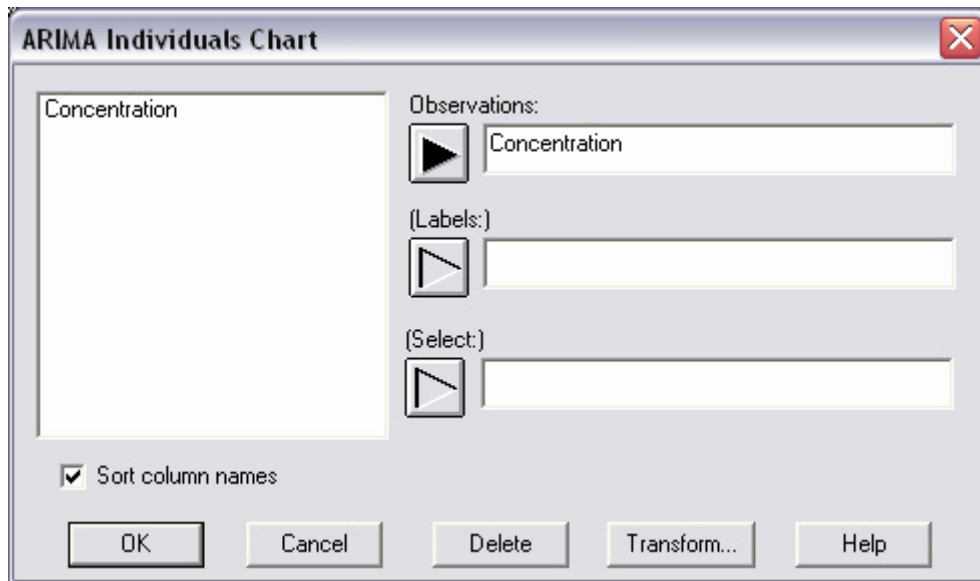 ARIMA Individuals Chart
Concentration
Observations:
Concentration
(Labels:)
(Select:)
Sort column names
OK
Cancel
Delete
Transform...
Help